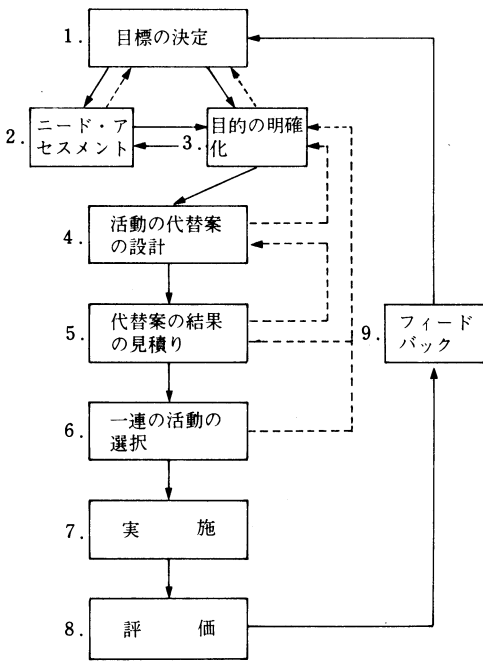 1. 目標の決定
2. ニード・ア
セスメント
3. 目的の明確
化
4. 活動の代替案
の設計
5. 代替案の結果
の見積り
6. 一連の活動の
選択
7. 実 施
8. 評 価
9. フィード
バック